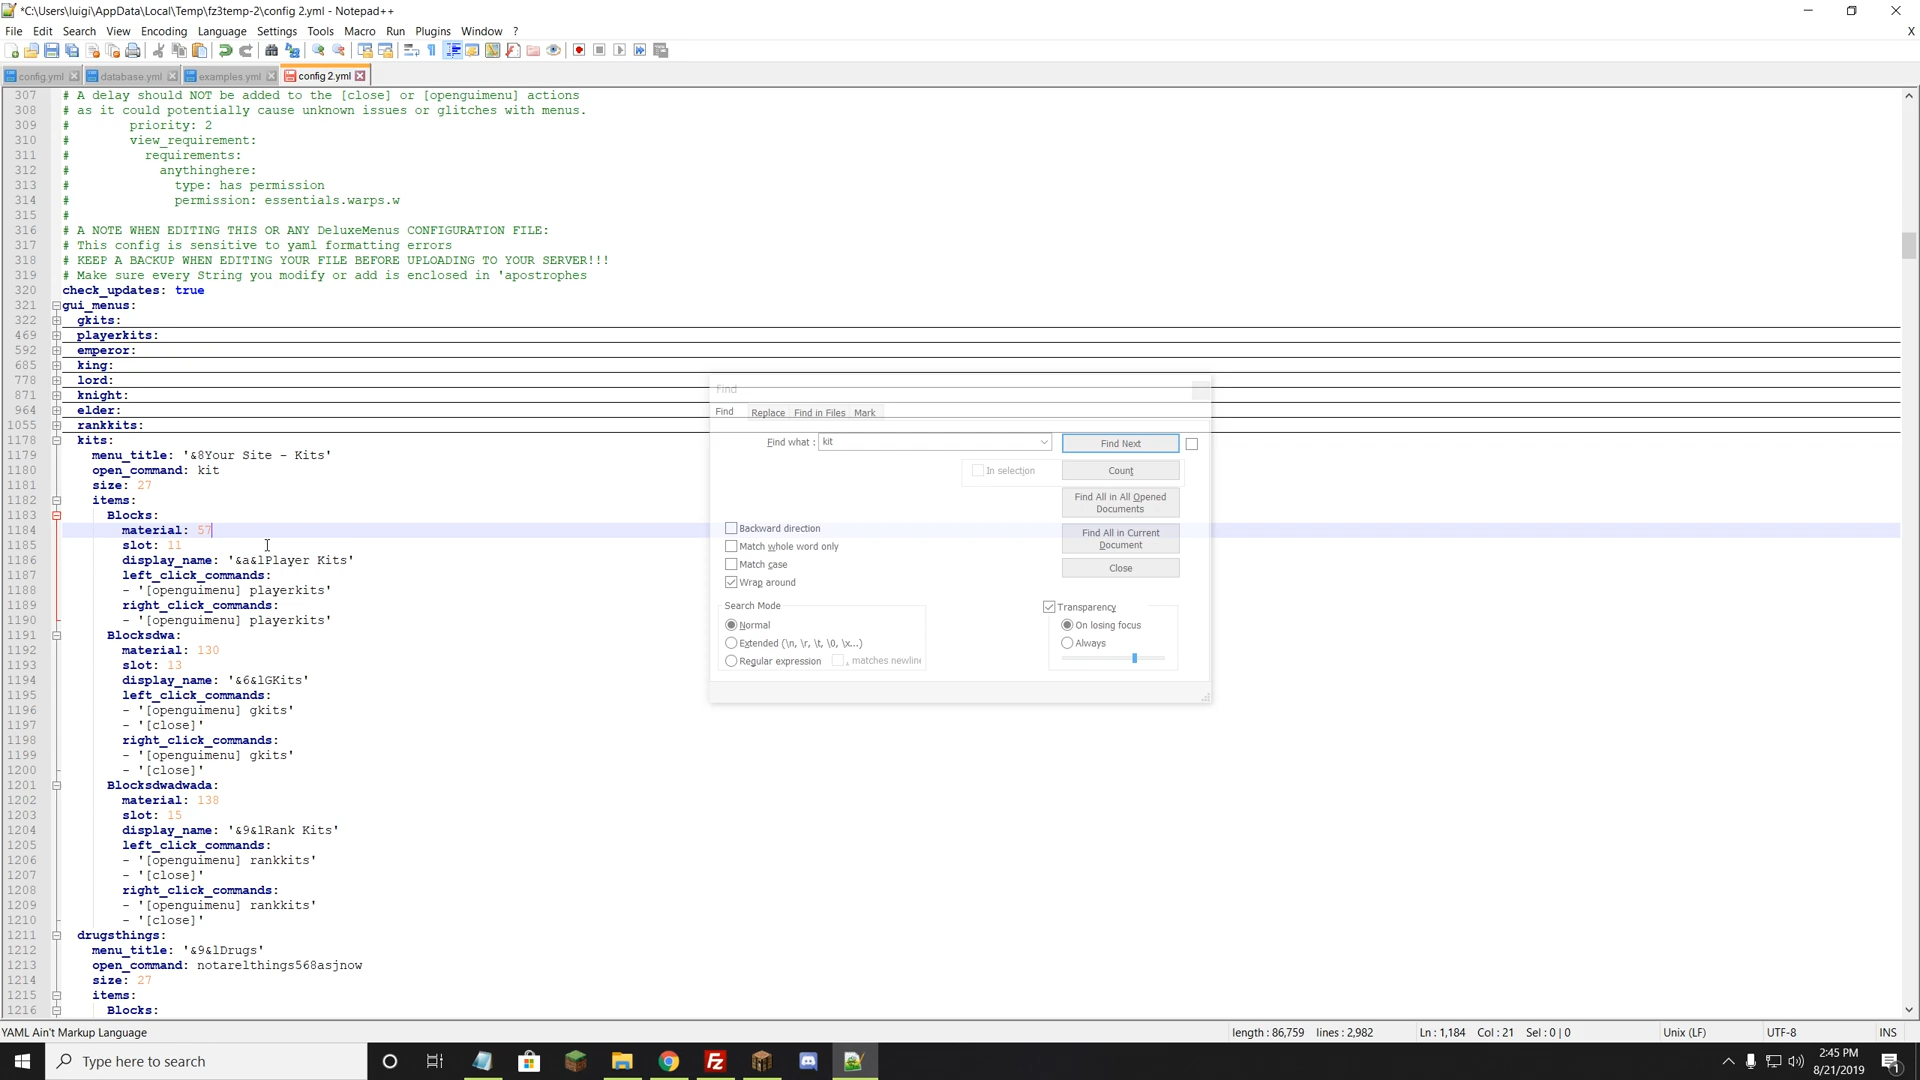 *C:\Users\luigi\AppData\Local\Temp\fz3temp-2\config 2.yml - Notepad++
File Edit Search View Encoding Language Settings Tools Macro Run Plugins Window ? X
config.yml database.yml examples.yml config 2.yml
307 # A delay should NOT be added to the [close] or [openguimenu] actions
308 # as it could potentially cause unknown issues or glitches with menus.
309 # priority: 2
310 # view_requirement:
311 # requirements:
312 # anythinghere:
313 # type: has permission
314 # permission: essentials.warps.w
315 #
316 # A NOTE WHEN EDITING THIS OR ANY DeluxeMenus CONFIGURATION FILE:
317 # This config is sensitive to yaml formatting errors
318 # KEEP A BACKUP WHEN EDITING YOUR FILE BEFORE UPLOADING TO YOUR SERVER!!!
319 # Make sure every String you modify or add is enclosed in 'apostrophes
320 check_updates: true
321 gui_menus:
322 gkits:
469 playerkits:
592 emperor:
685 king:
778 lord:
871 knight:
964 elder:
1055 rankkits:
1178 kits:
1179 menu_title: '&8Your Site - Kits'
1180 open_command: kit
1181 size: 27
1182 items:
1183 Blocks:
1184 material: 57
1185 slot: 11
1186 display_name: '&a&lPlayer Kits'
1187 left_click_commands:
1188 - '[openguimenu] playerkits'
1189 right_click_commands:
1190 - '[openguimenu] playerkits'
1191 Blocksdwa:
1192 material: 130
1193 slot: 13
1194 display_name: '&6&lGKits'
1195 left_click_commands:
1196 - '[openguimenu] gkits'
1197 - '[close]'
1198 right_click_commands:
1199 - '[openguimenu] gkits'
1200 - '[close]'
1201 Blocksdwadwada:
1202 material: 138
1203 slot: 15
1204 display_name: '&9&lRank Kits'
1205 left_click_commands:
1206 - '[openguimenu] rankkits'
1207 - '[close]'
1208 right_click_commands:
1209 - '[openguimenu] rankkits'
1210 - '[close]'
1211 drugsthings:
1212 menu_title: '&9&lDrugs'
1213 open_command: notarelthings568asjnow
1214 size: 27
1215 items:
1216 Blocks:
Find
Find Replace Find in Files Mark
Find what : kit Find Next
In selection Count
Find All in All Opened
Documents
Backward direction Find All in Current
Document
Match whole word only
Match case Close
Wrap around
Search Mode Transparency
Normal On losing focus
Extended (\n, \r, \t, \0, \x...) Always
Regular expression . matches newline
YAML Ain't Markup Language length : 86,759 lines : 2,982 Ln : 1,184 Col : 21 Sel : 0 | 0 Unix (LF) UTF-8 INS
Type here to search
2:45 PM
8/21/2019
1